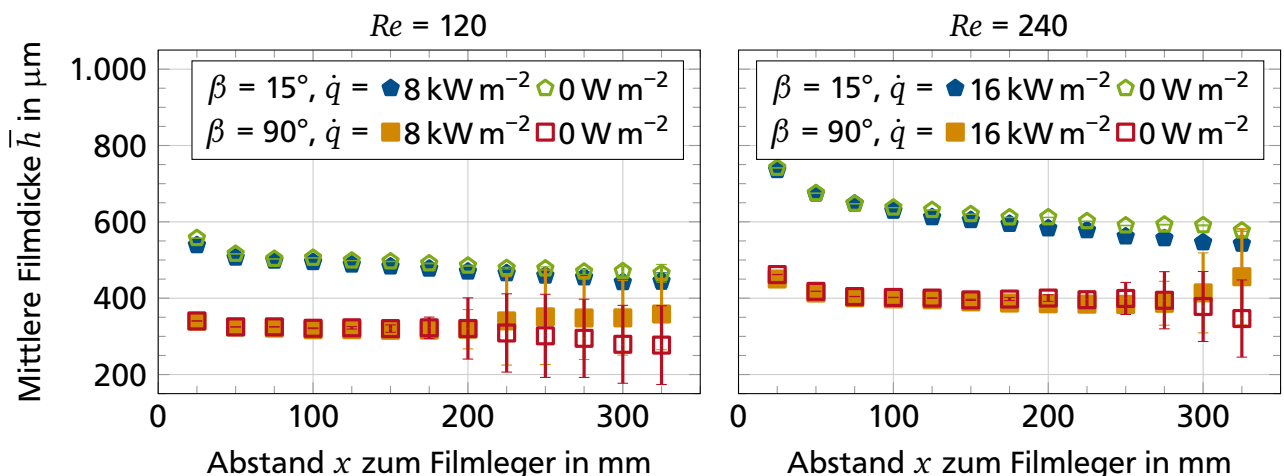 Re = 120
Re = 240
Mittlere Filmdicke h̅ in µm
1.000
800
600
400
200
β = 15°, q̇ = 8 kW m⁻² 0 W m⁻²
β = 90°, q̇ = 8 kW m⁻² 0 W m⁻²
β = 15°, q̇ = 16 kW m⁻² 0 W m⁻²
β = 90°, q̇ = 16 kW m⁻² 0 W m⁻²
0 100 200 300
0 100 200 300
Abstand x zum Filmleger in mm
Abstand x zum Filmleger in mm